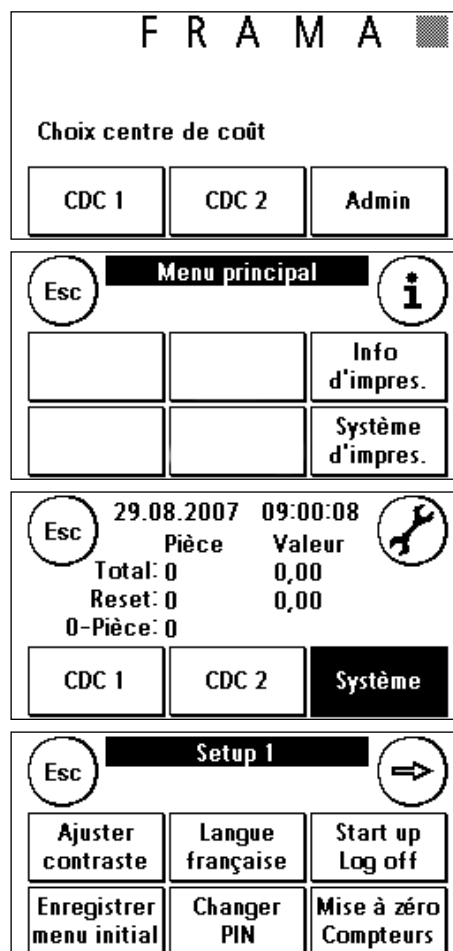 F R A M A
Choix centre de coût
CDC 1 CDC 2 Admin
Esc Menu principal i
Info
d'impres.
Système
d'impres.
Esc 29.08.2007 09:00:08
Pièce Valeur
Total: 0 0,00
Reset: 0 0,00
0-Pièce: 0
CDC 1 CDC 2 Système
Esc Setup 1
Ajuster Langue Start up
contraste française Log off
Enregistrer Changer Mise à zéro
menu initial PIN Compteurs